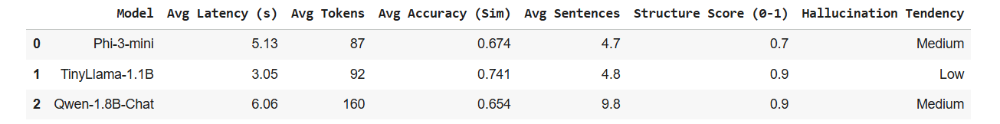 Model Avg Latency (s) Avg Tokens Avg Accuracy (Sim) Avg Sentences Structure Score (0-1) Hallucination Tendency
0 Phi-3-mini 5.13 87 0.674 4.7 0.7 Medium
1 TinyLlama-1.1B 3.05 92 0.741 4.8 0.9 Low
2 Qwen-1.8B-Chat 6.06 160 0.654 9.8 0.9 Medium